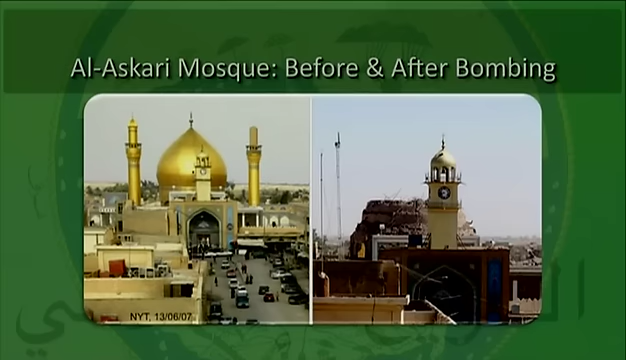 Al-Askari Mosque: Before & After Bombing
NYT, 13/06/07